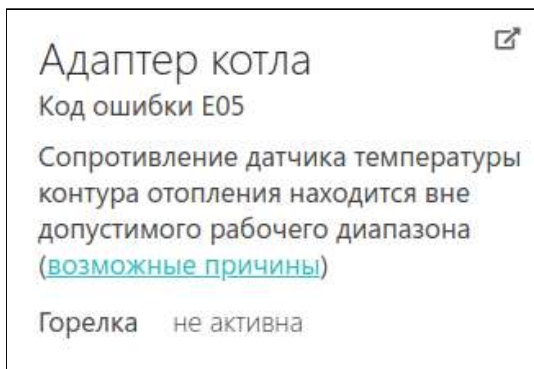 Адаптер котла
Код ошибки E05
Сопротивление датчика температуры
контура отопления находится вне
допустимого рабочего диапазона
(возможные причины)
Горелка не активна